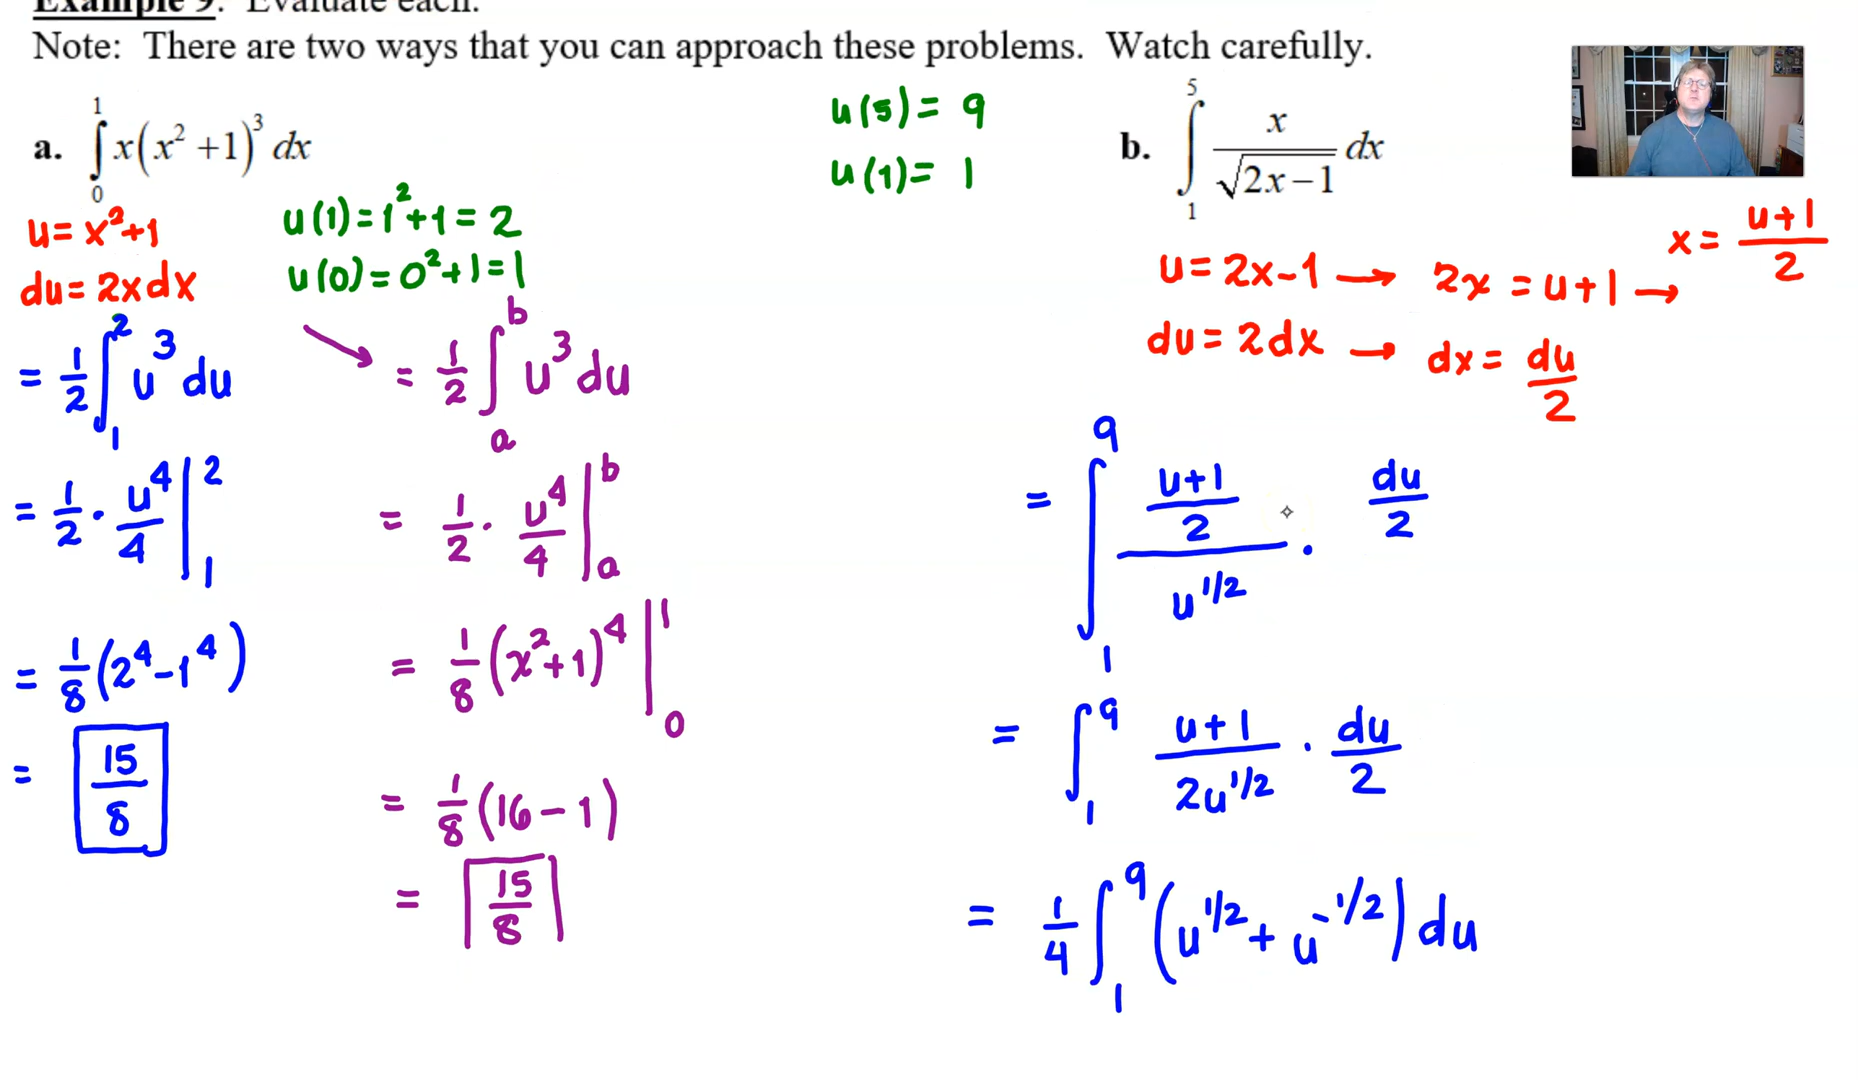 Example 9: Evaluate each.
Note: There are two ways that you can approach these problems. Watch carefully.
a. ∫₀¹ x(x² + 1)³ dx
u = x²+1
du = 2x dx
u(1) = 1²+1 = 2
u(0) = 0²+1 = 1
= 1/2 ∫₁² u³ du
= 1/2 · u⁴/4 |₁²
= 1/8 (2⁴ - 1⁴)
= 15/8
= 1/2 ∫ₐᵇ u³ du
= 1/2 · u⁴/4 |ₐᵇ
= 1/8 (x²+1)⁴ |₀¹
= 1/8 (16 - 1)
= 15/8
u(5) = 9
u(1) = 1
b. ∫₁⁵ x/√(2x - 1) dx
u = 2x - 1 → 2x = u+1 → x = (u+1)/2
du = 2dx → dx = du/2
= ∫₁⁹ ((u+1)/2)/u^(1/2) · du/2
= ∫₁⁹ (u+1)/(2u^(1/2)) · du/2
= 1/4 ∫₁⁹ (u^(1/2) + u^(-1/2)) du